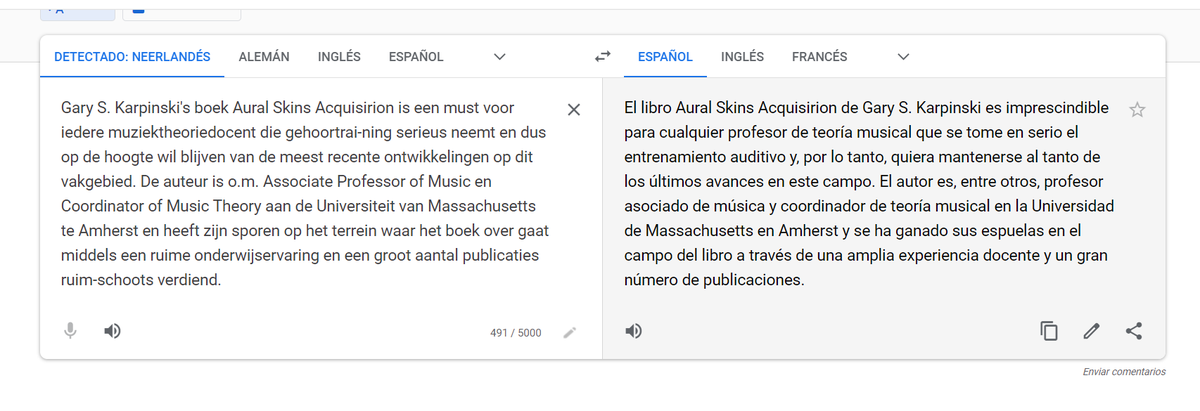 DETECTADO: NEERLANDÉS ALEMÁN INGLÉS ESPAÑOL
ESPAÑOL INGLÉS FRANCÉS
Gary S. Karpinski's boek Aural Skins Acquisirion is een must voor
iedere muziektheoriedocent die gehoortrai-ning serieus neemt en dus
op de hoogte wil blijven van de meest recente ontwikkelingen op dit
vakgebied. De auteur is o.m. Associate Professor of Music en
Coordinator of Music Theory aan de Universiteit van Massachusetts
te Amherst en heeft zijn sporen op het terrein waar het boek over gaat
middels een ruime onderwijservaring en een groot aantal publicaties
ruim-schoots verdiend.
491 / 5000
El libro Aural Skins Acquisirion de Gary S. Karpinski es imprescindible
para cualquier profesor de teoría musical que se tome en serio el
entrenamiento auditivo y, por lo tanto, quiera mantenerse al tanto de
los últimos avances en este campo. El autor es, entre otros, profesor
asociado de música y coordinador de teoría musical en la Universidad
de Massachusetts en Amherst y se ha ganado sus espuelas en el
campo del libro a través de una amplia experiencia docente y un gran
número de publicaciones.
Enviar comentarios